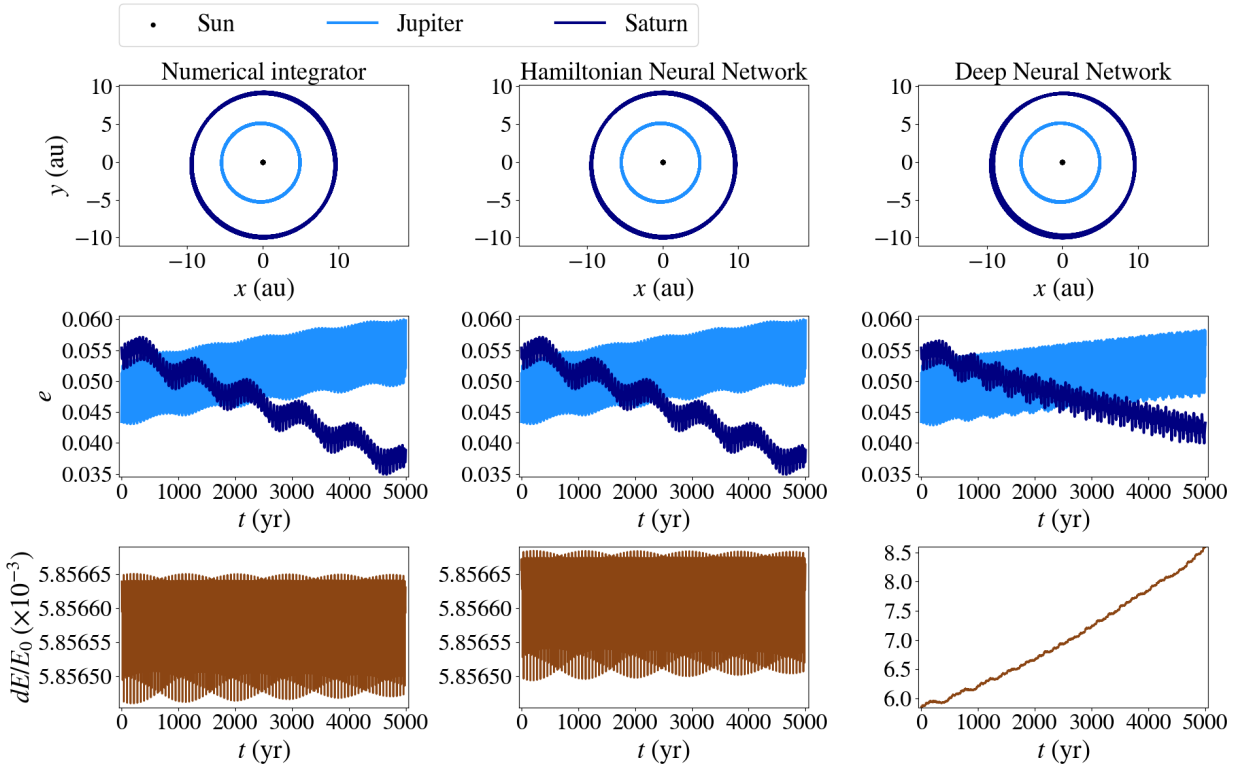 Sun Jupiter Saturn
Numerical integrator Hamiltonian Neural Network Deep Neural Network
10 10 10
5 5 5
0 0 0
−5 −5 −5
−10 −10 −10
y (au)
−10 0 10 −10 0 10 −10 0 10
x (au) x (au) x (au)
0.060 0.060 0.060
0.055 0.055 0.055
0.050 0.050 0.050
0.045 0.045 0.045
0.040 0.040 0.040
0.035 0.035 0.035
e
0 1000 2000 3000 4000 5000 0 1000 2000 3000 4000 5000 0 1000 2000 3000 4000 5000
t (yr) t (yr) t (yr)
5.85665 5.85665 8.5
5.85660 5.85660 8.0
5.85655 5.85655 7.5
5.85650 5.85650 7.0
6.5
6.0
dE/E₀ (×10⁻³)
0 1000 2000 3000 4000 5000 0 1000 2000 3000 4000 5000 0 1000 2000 3000 4000 5000
t (yr) t (yr) t (yr)